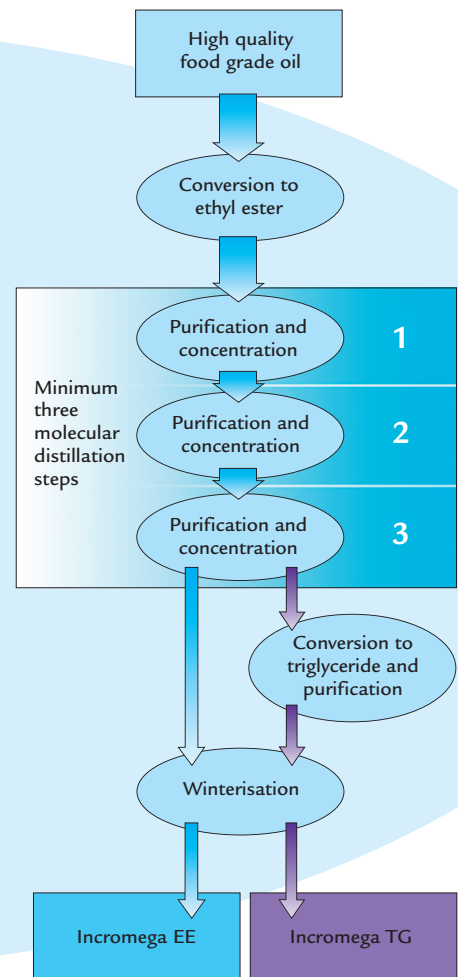 High quality
food grade oil
Conversion to
ethyl ester
Minimum
three
molecular
distillation
steps
Purification and
concentration
1
Purification and
concentration
2
Purification and
concentration
3
Conversion to
triglyceride and
purification
Winterisation
Incromega EE
Incromega TG